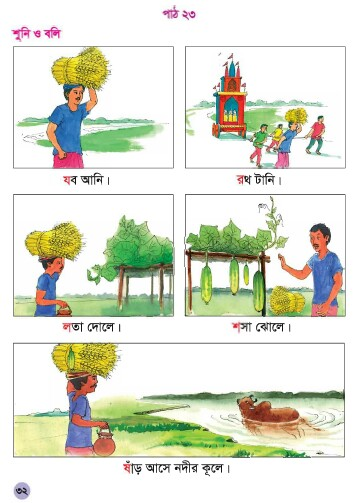 পাঠ ২৩
শুনি ও বলি
যব আনি।
রথ টানি।
লতা দোলে।
শসা ঝোলে।
ষাঁড় আসে নদীর কূলে।
৩২